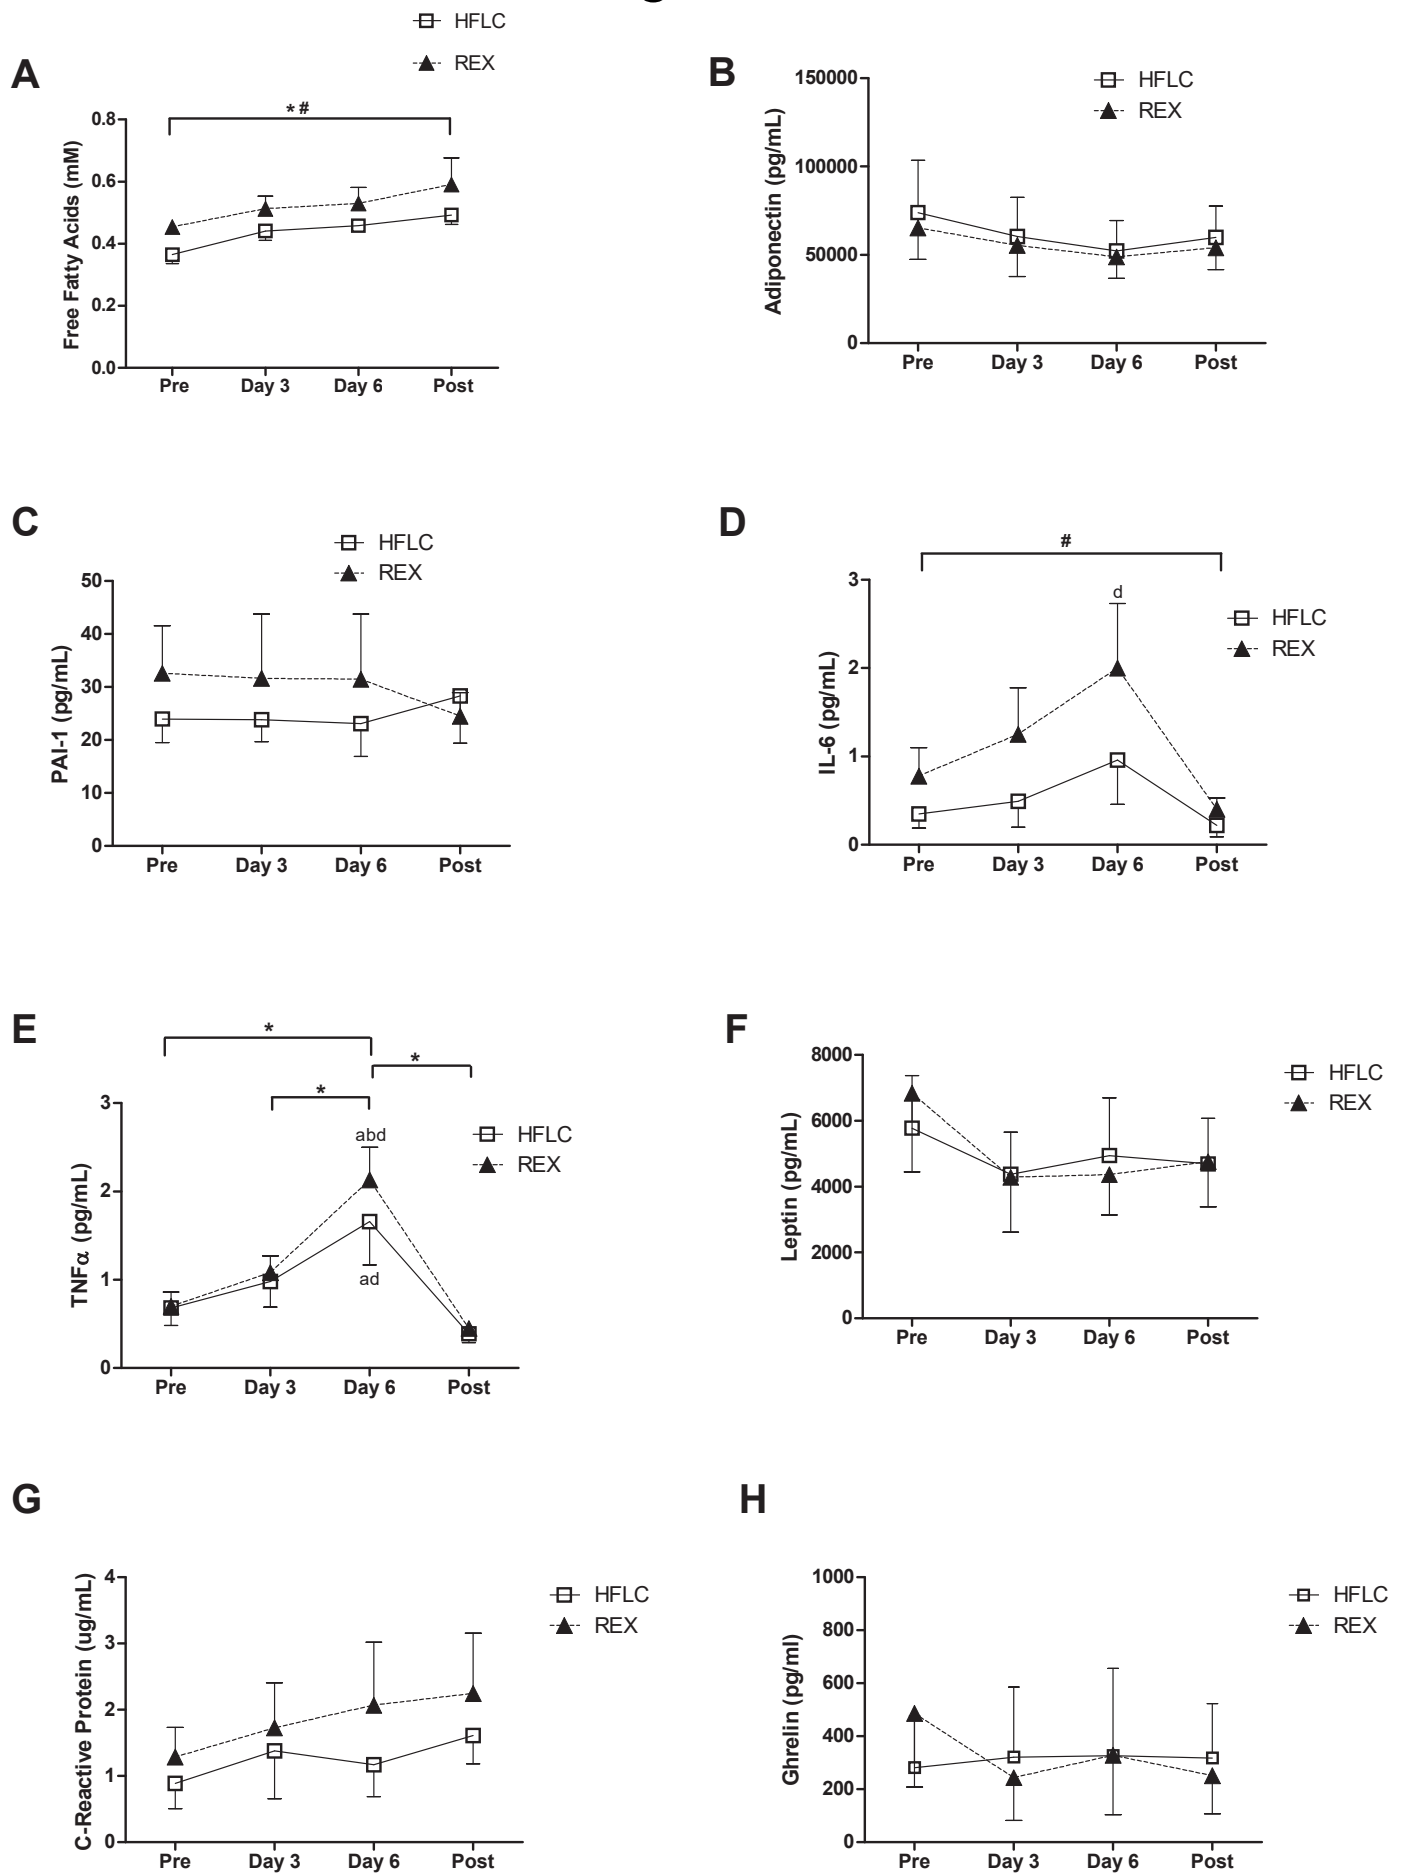 HFLC
REX
A
* #
0.8
0.6
0.4
0.2
0.0
Free Fatty Acids (mM)
Pre Day 3 Day 6 Post
B
HFLC
REX
150000
100000
50000
0
Adiponectin (pg/mL)
Pre Day 3 Day 6 Post
C
HFLC
REX
50
40
30
20
10
0
PAI-1 (pg/mL)
Pre Day 3 Day 6 Post
D
#
HFLC
REX
d
3
2
1
0
IL-6 (pg/mL)
Pre Day 3 Day 6 Post
E
*
*
*
HFLC
REX
abd
ad
3
2
1
0
TNFα (pg/mL)
Pre Day 3 Day 6 Post
F
HFLC
REX
8000
6000
4000
2000
0
Leptin (pg/mL)
Pre Day 3 Day 6 Post
G
HFLC
REX
4
3
2
1
0
C-Reactive Protein (ug/mL)
Pre Day 3 Day 6 Post
H
HFLC
REX
1000
800
600
400
200
0
Ghrelin (pg/ml)
Pre Day 3 Day 6 Post